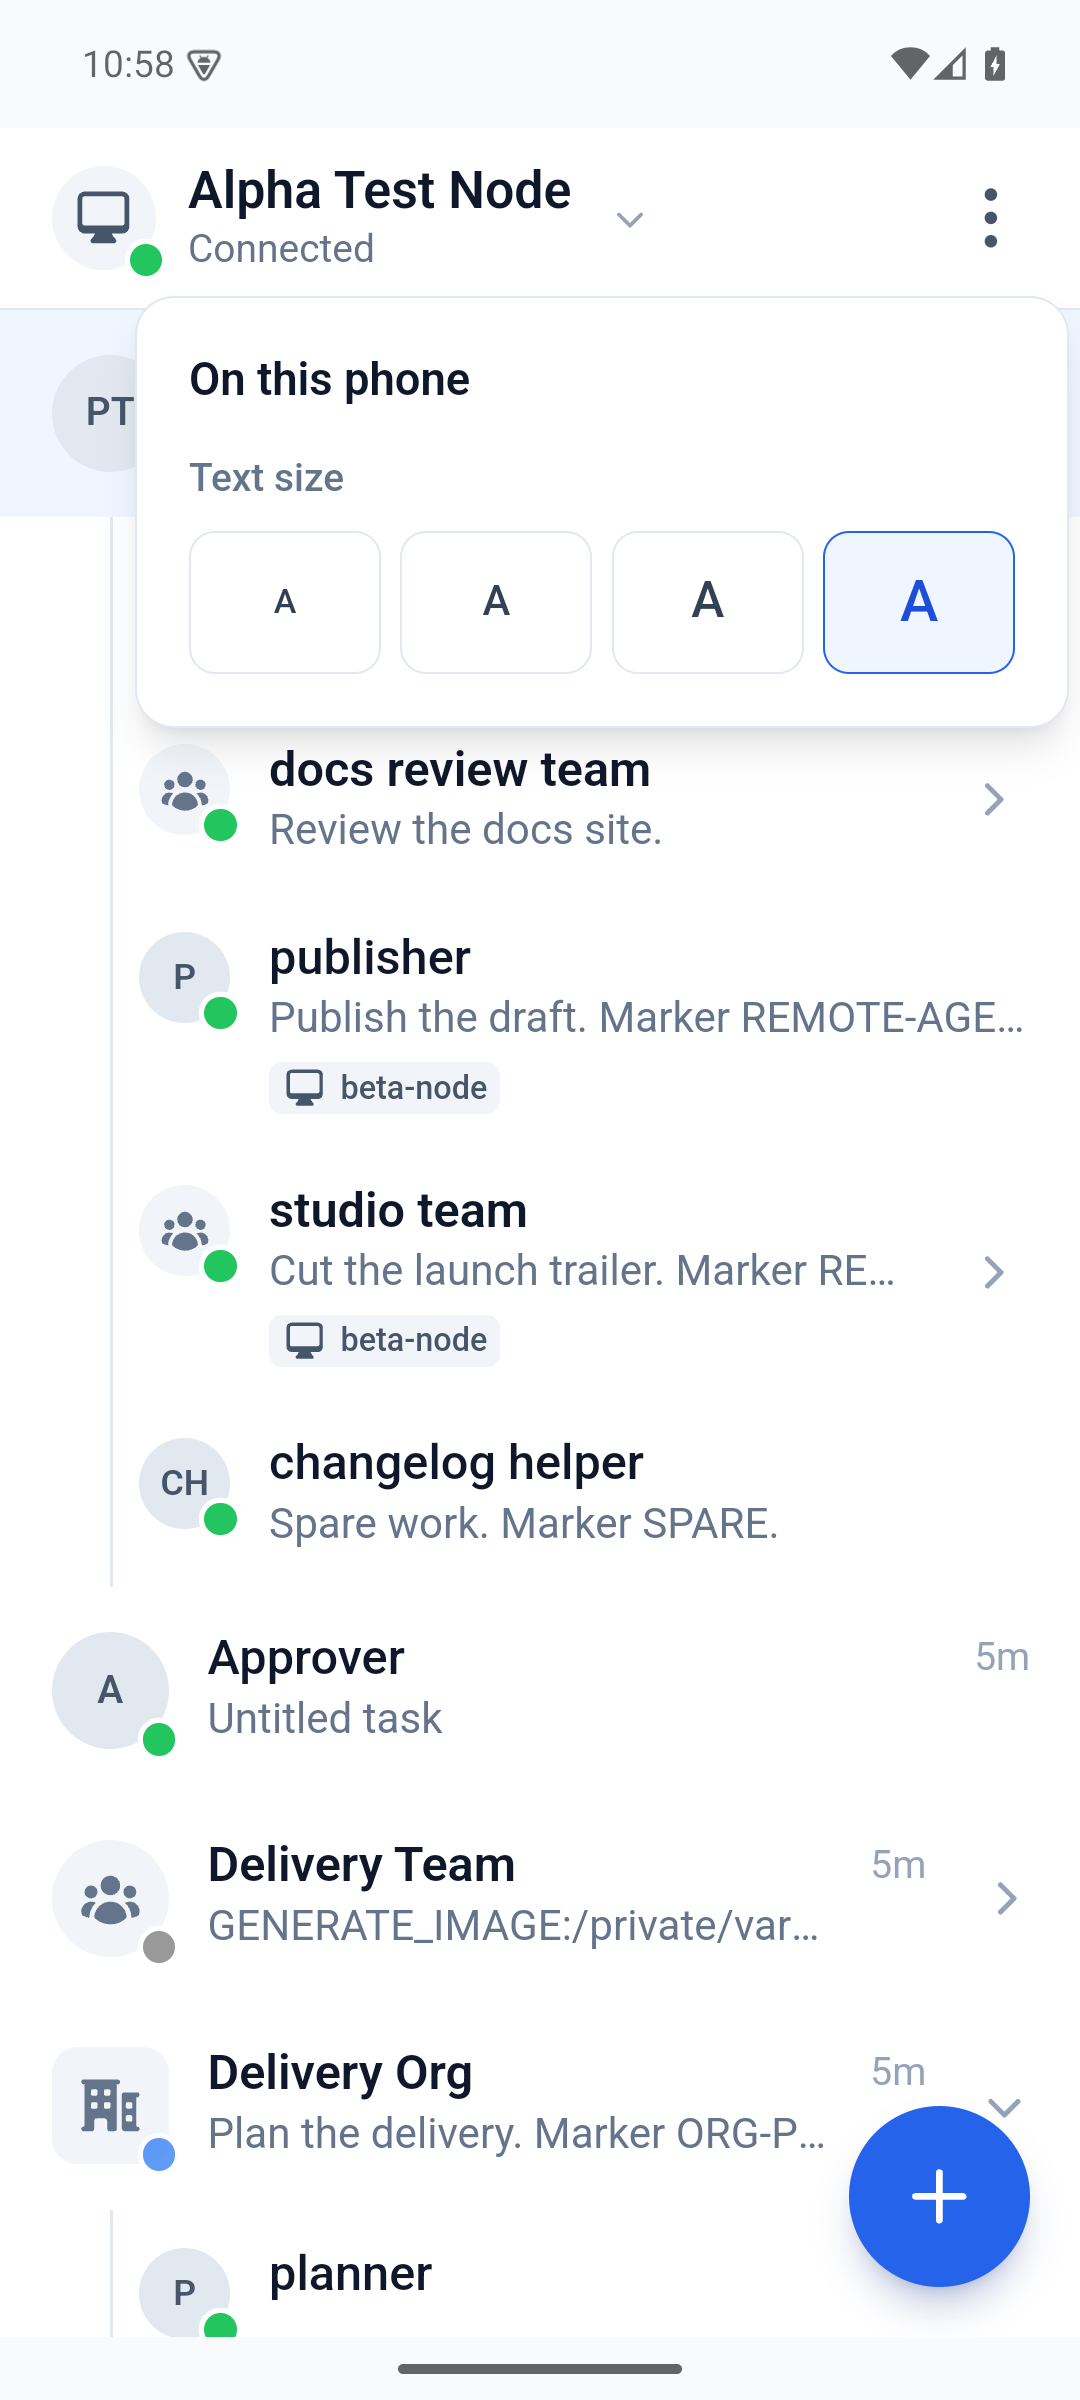 10:58
Alpha Test Node
Connected
On this phone
PT
Text size
A A A A
docs review team
Review the docs site.
P
publisher
Publish the draft. Marker REMOTE-AGE…
beta-node
studio team
Cut the launch trailer. Marker RE…
beta-node
CH
changelog helper
Spare work. Marker SPARE.
A
Approver
5m
Untitled task
Delivery Team
5m
GENERATE_IMAGE:/private/var…
Delivery Org
5m
Plan the delivery. Marker ORG-P…
P
planner